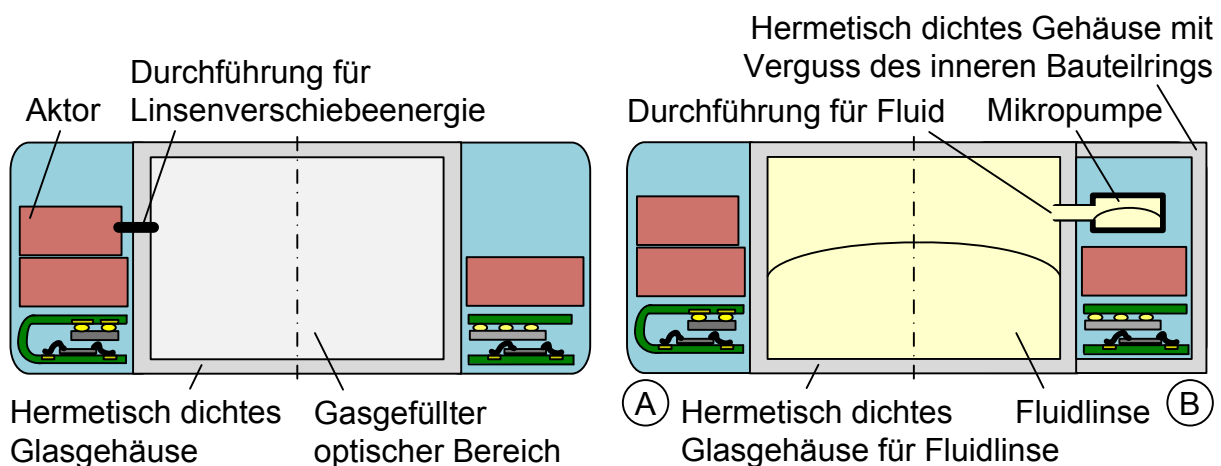 Durchführung für
Linsenverschiebeenergie
Aktor
Hermetisch dichtes
Glasgehäuse
Gasgefüllter
optischer Bereich
Hermetisch dichtes Gehäuse mit
Verguss des inneren Bauteilrings
Durchführung für Fluid
Mikropumpe
A
Hermetisch dichtes
Glasgehäuse für Fluidlinse
Fluidlinse
B